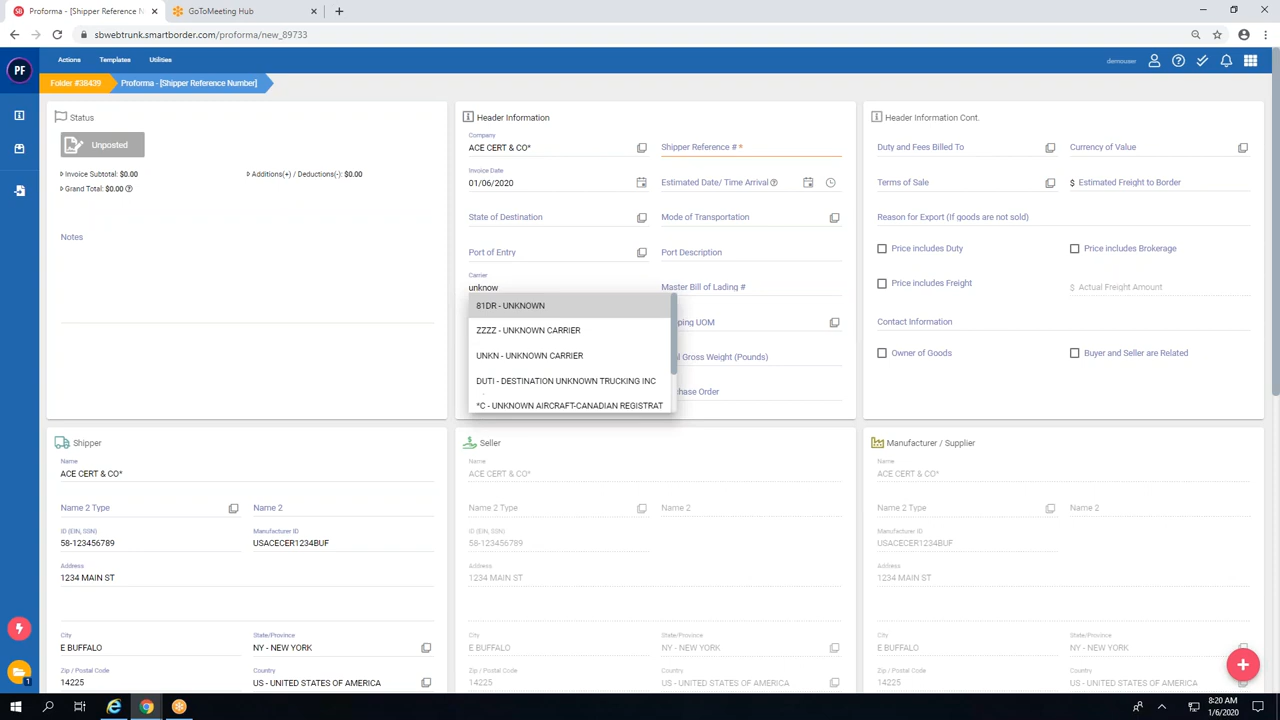 Proforma - [Shipper Reference N
GoToMeeting Hub
sbwebtrunk.smartborder.com/proforma/new_89733
PF
Actions
Templates
Utilities
demouser
Folder #38439
Proforma - [Shipper Reference Number]
Status
Unposted
Invoice Subtotal: $0.00
Additions(+) / Deductions(-): $0.00
Grand Total: $0.00
Notes
Header Information
Company
ACE CERT & CO*
Shipper Reference # *
Invoice Date
01/06/2020
Estimated Date/ Time Arrival
State of Destination
Mode of Transportation
Port of Entry
Port Description
Carrier
unknow
Master Bill of Lading #
81DR - UNKNOWN
ZZZZ - UNKNOWN CARRIER
UNKN - UNKNOWN CARRIER
DUTI - DESTINATION UNKNOWN TRUCKING INC
*C - UNKNOWN AIRCRAFT-CANADIAN REGISTRAT
pping UOM
l Gross Weight (Pounds)
chase Order
Header Information Cont.
Duty and Fees Billed To
Currency of Value
Terms of Sale
$ Estimated Freight to Border
Reason for Export (If goods are not sold)
Price includes Duty
Price includes Brokerage
Price includes Freight
$ Actual Freight Amount
Contact Information
Owner of Goods
Buyer and Seller are Related
Shipper
Name
ACE CERT & CO*
Name 2 Type
Name 2
ID (EIN, SSN)
58-123456789
Manufacturer ID
USACECER1234BUF
Address
1234 MAIN ST
City
E BUFFALO
State/Province
NY - NEW YORK
Zip / Postal Code
14225
Country
US - UNITED STATES OF AMERICA
Seller
Name
ACE CERT & CO*
Name 2 Type
Name 2
ID (EIN, SSN)
58-123456789
Address
1234 MAIN ST
City
E BUFFALO
State/Province
NY - NEW YORK
Zip / Postal Code
14225
Country
US - UNITED STATES OF AMERICA
Manufacturer / Supplier
Name
ACE CERT & CO*
Name 2 Type
Name 2
Manufacturer ID
USACECER1234BUF
Address
1234 MAIN ST
City
E BUFFALO
State/Province
NY - NEW YORK
Zip / Postal Code
14225
Country
US - UNITED STATES OF AMERICA
1
8:20 AM
1/6/2020